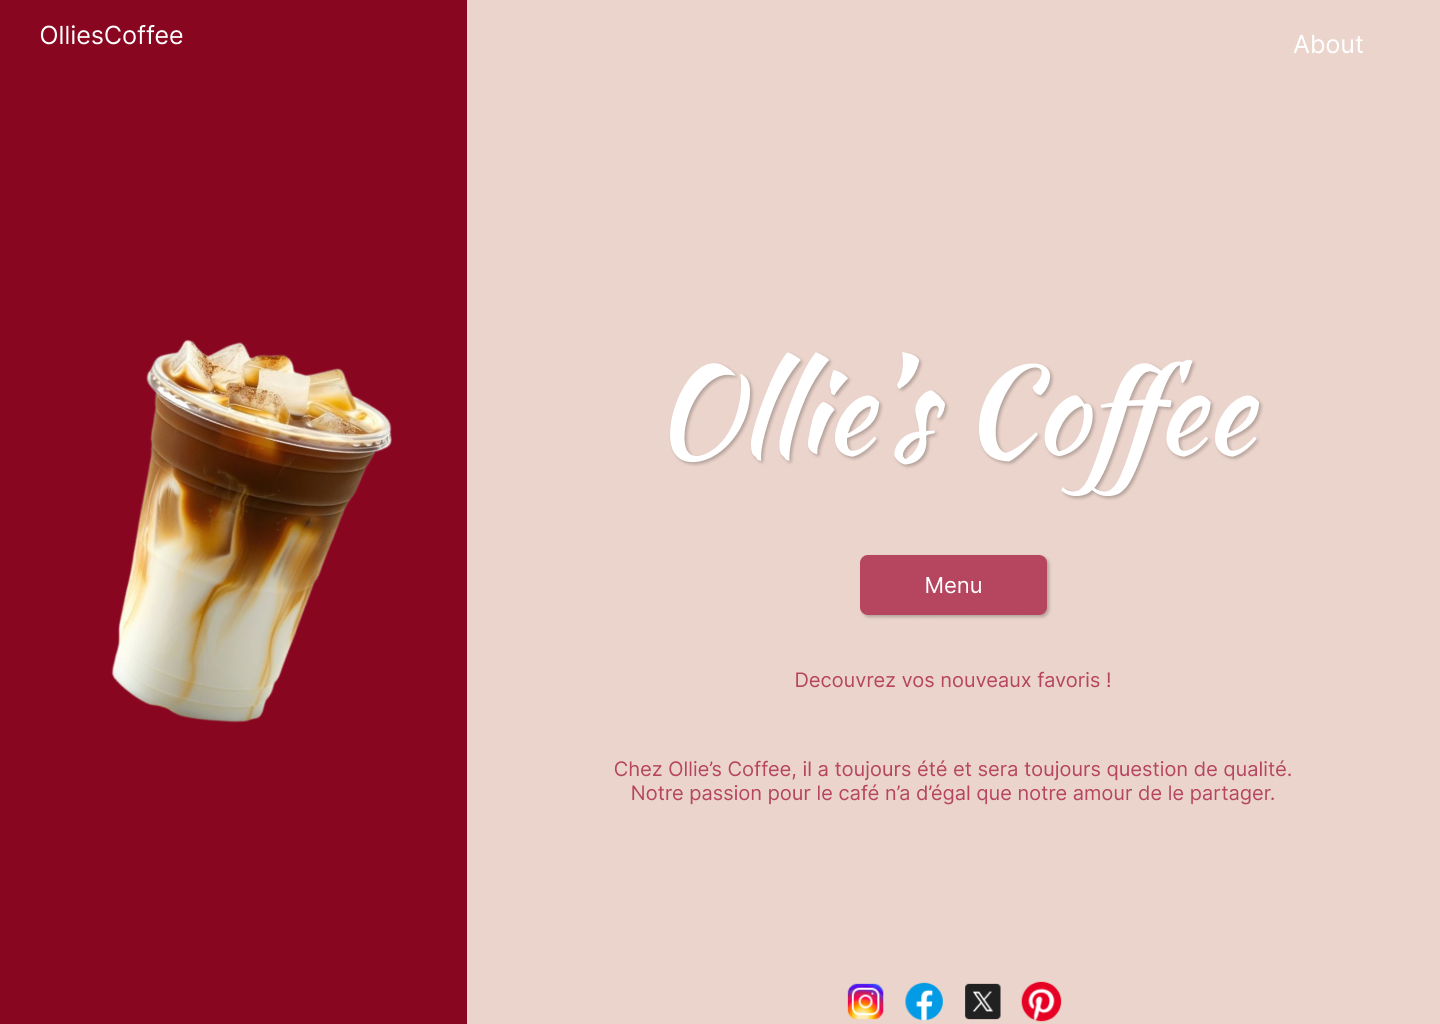 OlliesCoffee
About
Ollie's Coffee
Menu
Decouvrez vos nouveaux favoris !
Chez Ollie’s Coffee, il a toujours été et sera toujours question de qualité.
Notre passion pour le café n’a d’égal que notre amour de le partager.